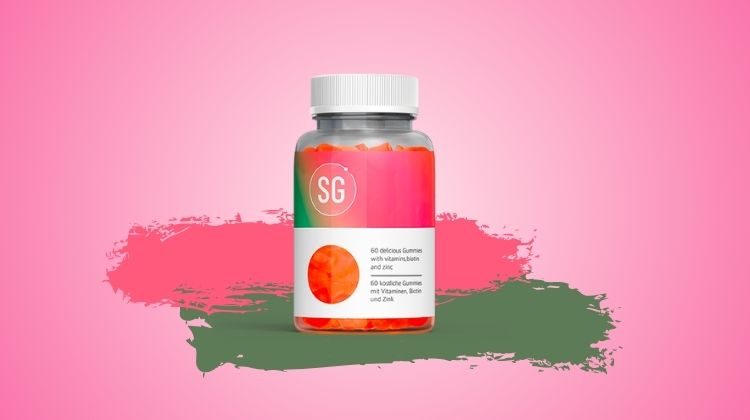 SG
60 delicious Gummies
with vitamins,biotin
and zinc
60 köstliche Gummies
mit Vitaminen, Biotin
und Zink